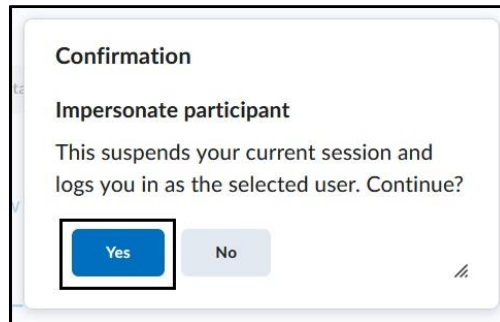 Confirmation
Impersonate participant
This suspends your current session and
logs you in as the selected user. Continue?
Yes
No